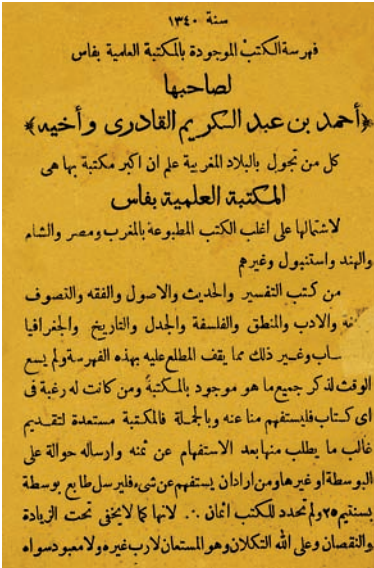 سنة ١٣٤٠
فهرسة الكتب الموجودة بالمكتبة العلمية بفاس
لصاحبها
﴿أحمد بن عبد الكريم القادرى وأخيه﴾
كل من تجول بالبلاد المغربية علم ان اكبر مكتبة بها هى
المكتبة العلمية بفاس
لاشتمالها على اغلب الكتب المطبوعة بالمغرب ومصر والشام
والهند واستنبول وغيرهم
من كتب التفسير والحديث والاصول والفقه والتصوف
والادب والمنطق والفلسفة والجدل والتاريخ والجغرافيا
وغير ذلك مما يقف المطلع عليه بهذه الفهرسة ولم يسع
الوقت لذكر جميع ما هو موجود بالمكتبة ومن كانت له رغبة فى
اى كتاب فليستفهم منا عنه وبالجملة فالمكتبة مستعدة لتقديم
غالب ما يطلب منها بعد الاستفهام عن ثمنه وارساله حوالة على
البوسطة او غيرها ومن اراد ان يستفهم عن شىء فليرسل طابع بوسطة
بسنتيم ٢٥ ولم نحدد للكتب اثمان .٠. لانها كما لا يخفى تحت الزيادة
والنقصان وعلى الله التكلان وهو المستعان لا رب غيره ولا معبود سواه